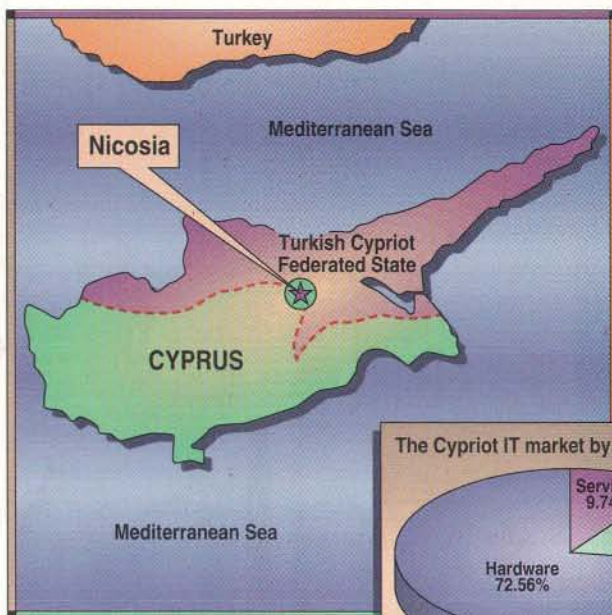 Turkey
Mediterranean Sea
Nicosia
Turkish Cypriot
Federated State
CYPRUS
The Cypriot IT market by
Mediterranean Sea
Hardware
72.56%